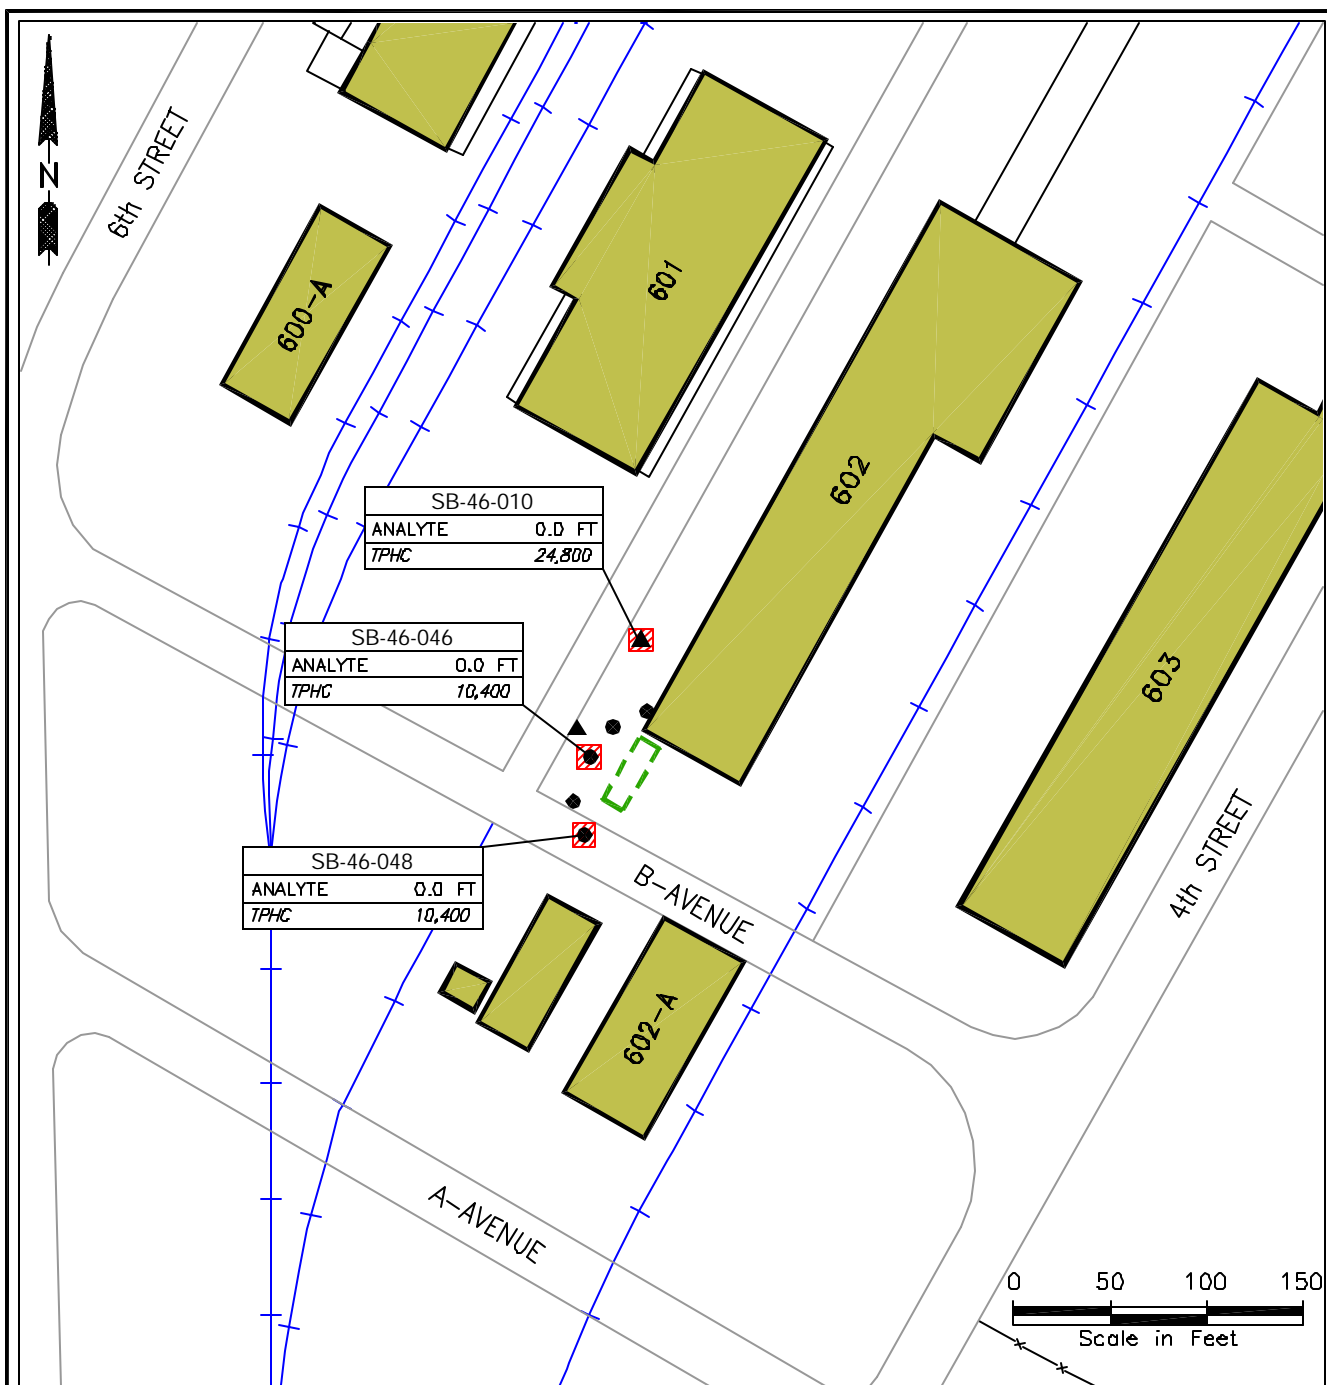 N
6th STREET
600-A
601
602
603
SB-46-010
ANALYTE 0.0 FT
TPHC 24,800
SB-46-046
ANALYTE 0.0 FT
TPHC 10,400
SB-46-048
ANALYTE 0.0 FT
TPHC 10,400
B-AVENUE
4th STREET
602-A
A-AVENUE
0 50 100 150
Scale in Feet